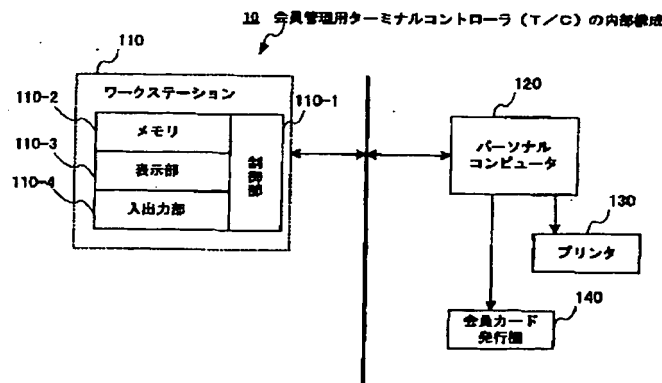 10 会員管理用ターミナルコントローラ（T／C）の内部構成
110
ワークステーション
110-2
メモリ
110-1
制御部
110-3
表示部
110-4
入出力部
120
パーソナル
コンピュータ
130
プリンタ
140
会員カード
発行機